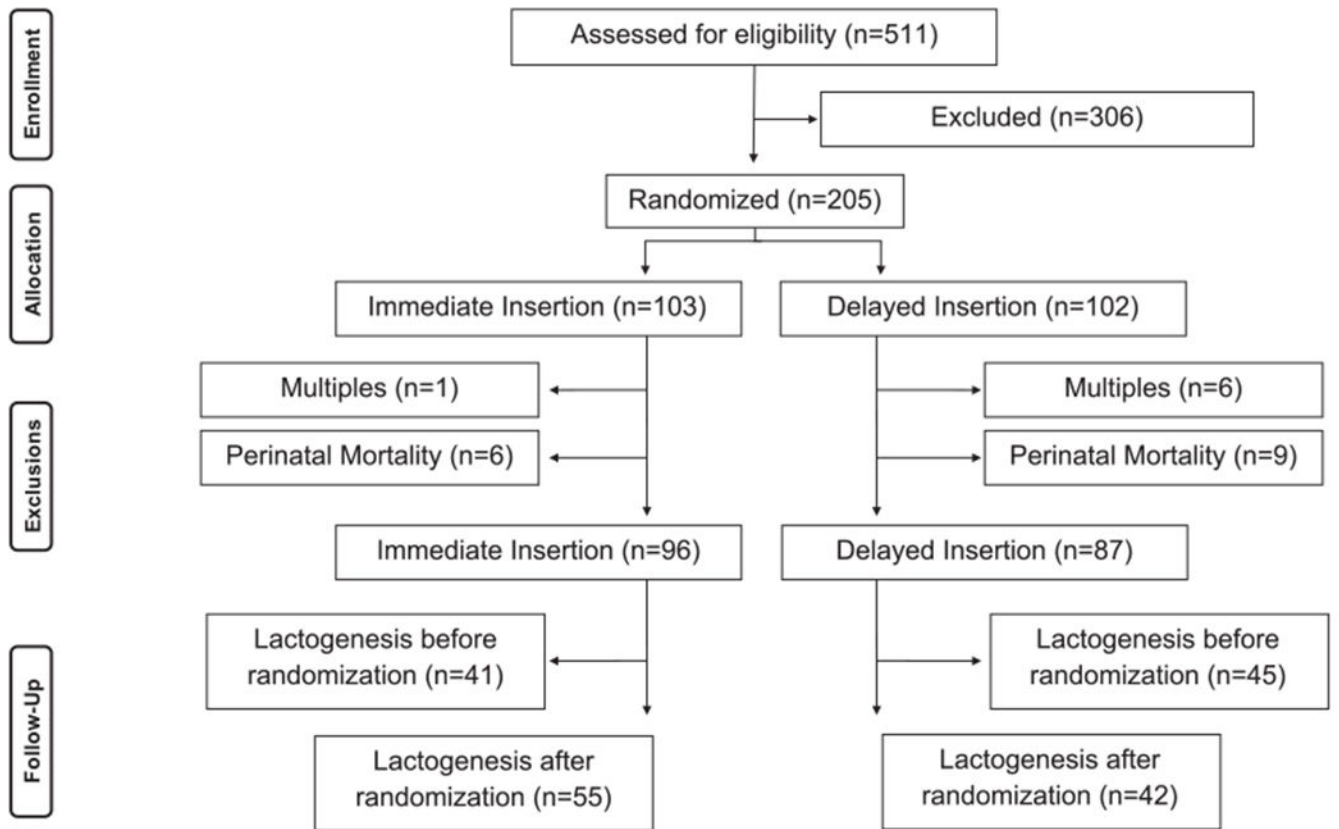 Enrollment
Assessed for eligibility (n=511)
Excluded (n=306)
Allocation
Randomized (n=205)
Immediate Insertion (n=103)
Delayed Insertion (n=102)
Exclusions
Multiples (n=1)
Multiples (n=6)
Perinatal Mortality (n=6)
Perinatal Mortality (n=9)
Immediate Insertion (n=96)
Delayed Insertion (n=87)
Follow-Up
Lactogenesis before
randomization (n=41)
Lactogenesis before
randomization (n=45)
Lactogenesis after
randomization (n=55)
Lactogenesis after
randomization (n=42)